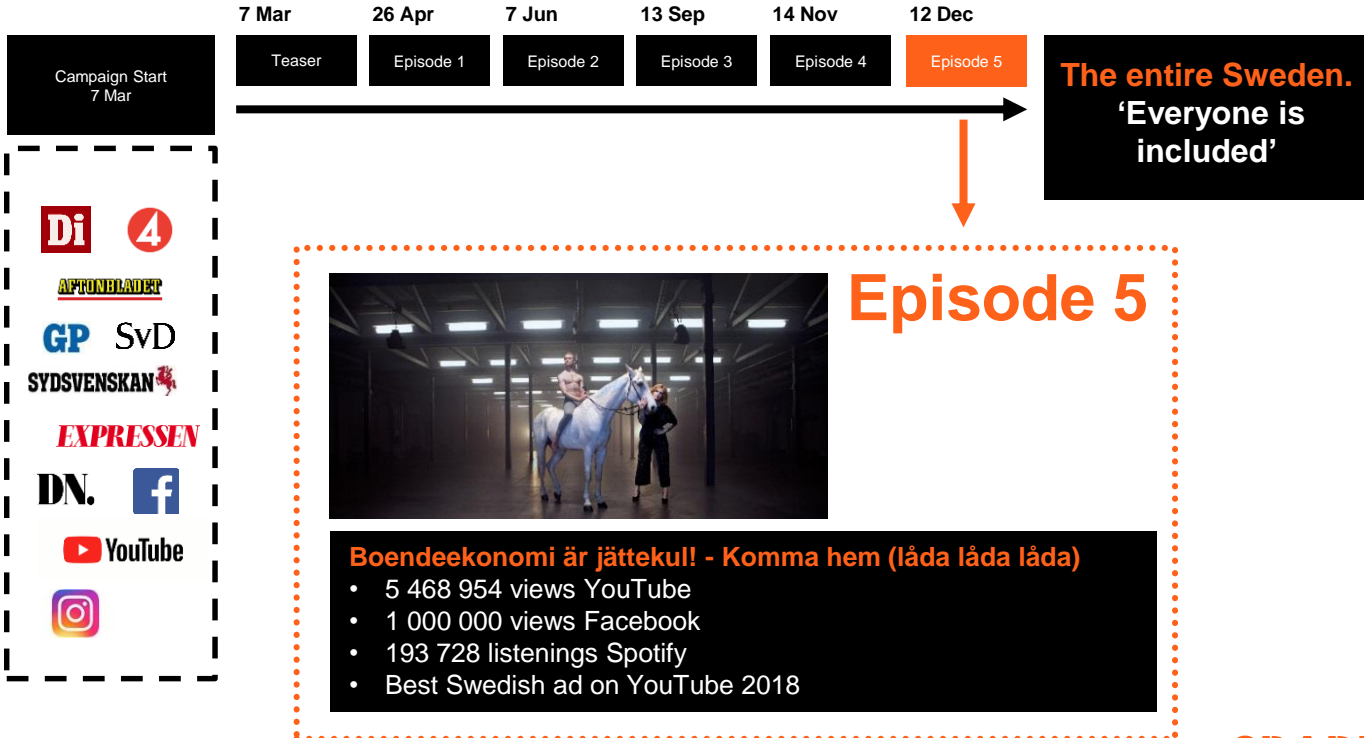 7 Mar
26 Apr
7 Jun
13 Sep
14 Nov
12 Dec
Campaign Start
7 Mar
Teaser
Episode 1
Episode 2
Episode 3
Episode 4
Episode 5
The entire Sweden.
‘Everyone is
included’
Di
4
AFTONBLADET
GP
SvD
SYDSVENSKAN
EXPRESSEN
DN.
f
YouTube
Episode 5
Boendeekonomi är jättekul! - Komma hem (låda låda låda)
• 5 468 954 views YouTube
• 1 000 000 views Facebook
• 193 728 listenings Spotify
• Best Swedish ad on YouTube 2018